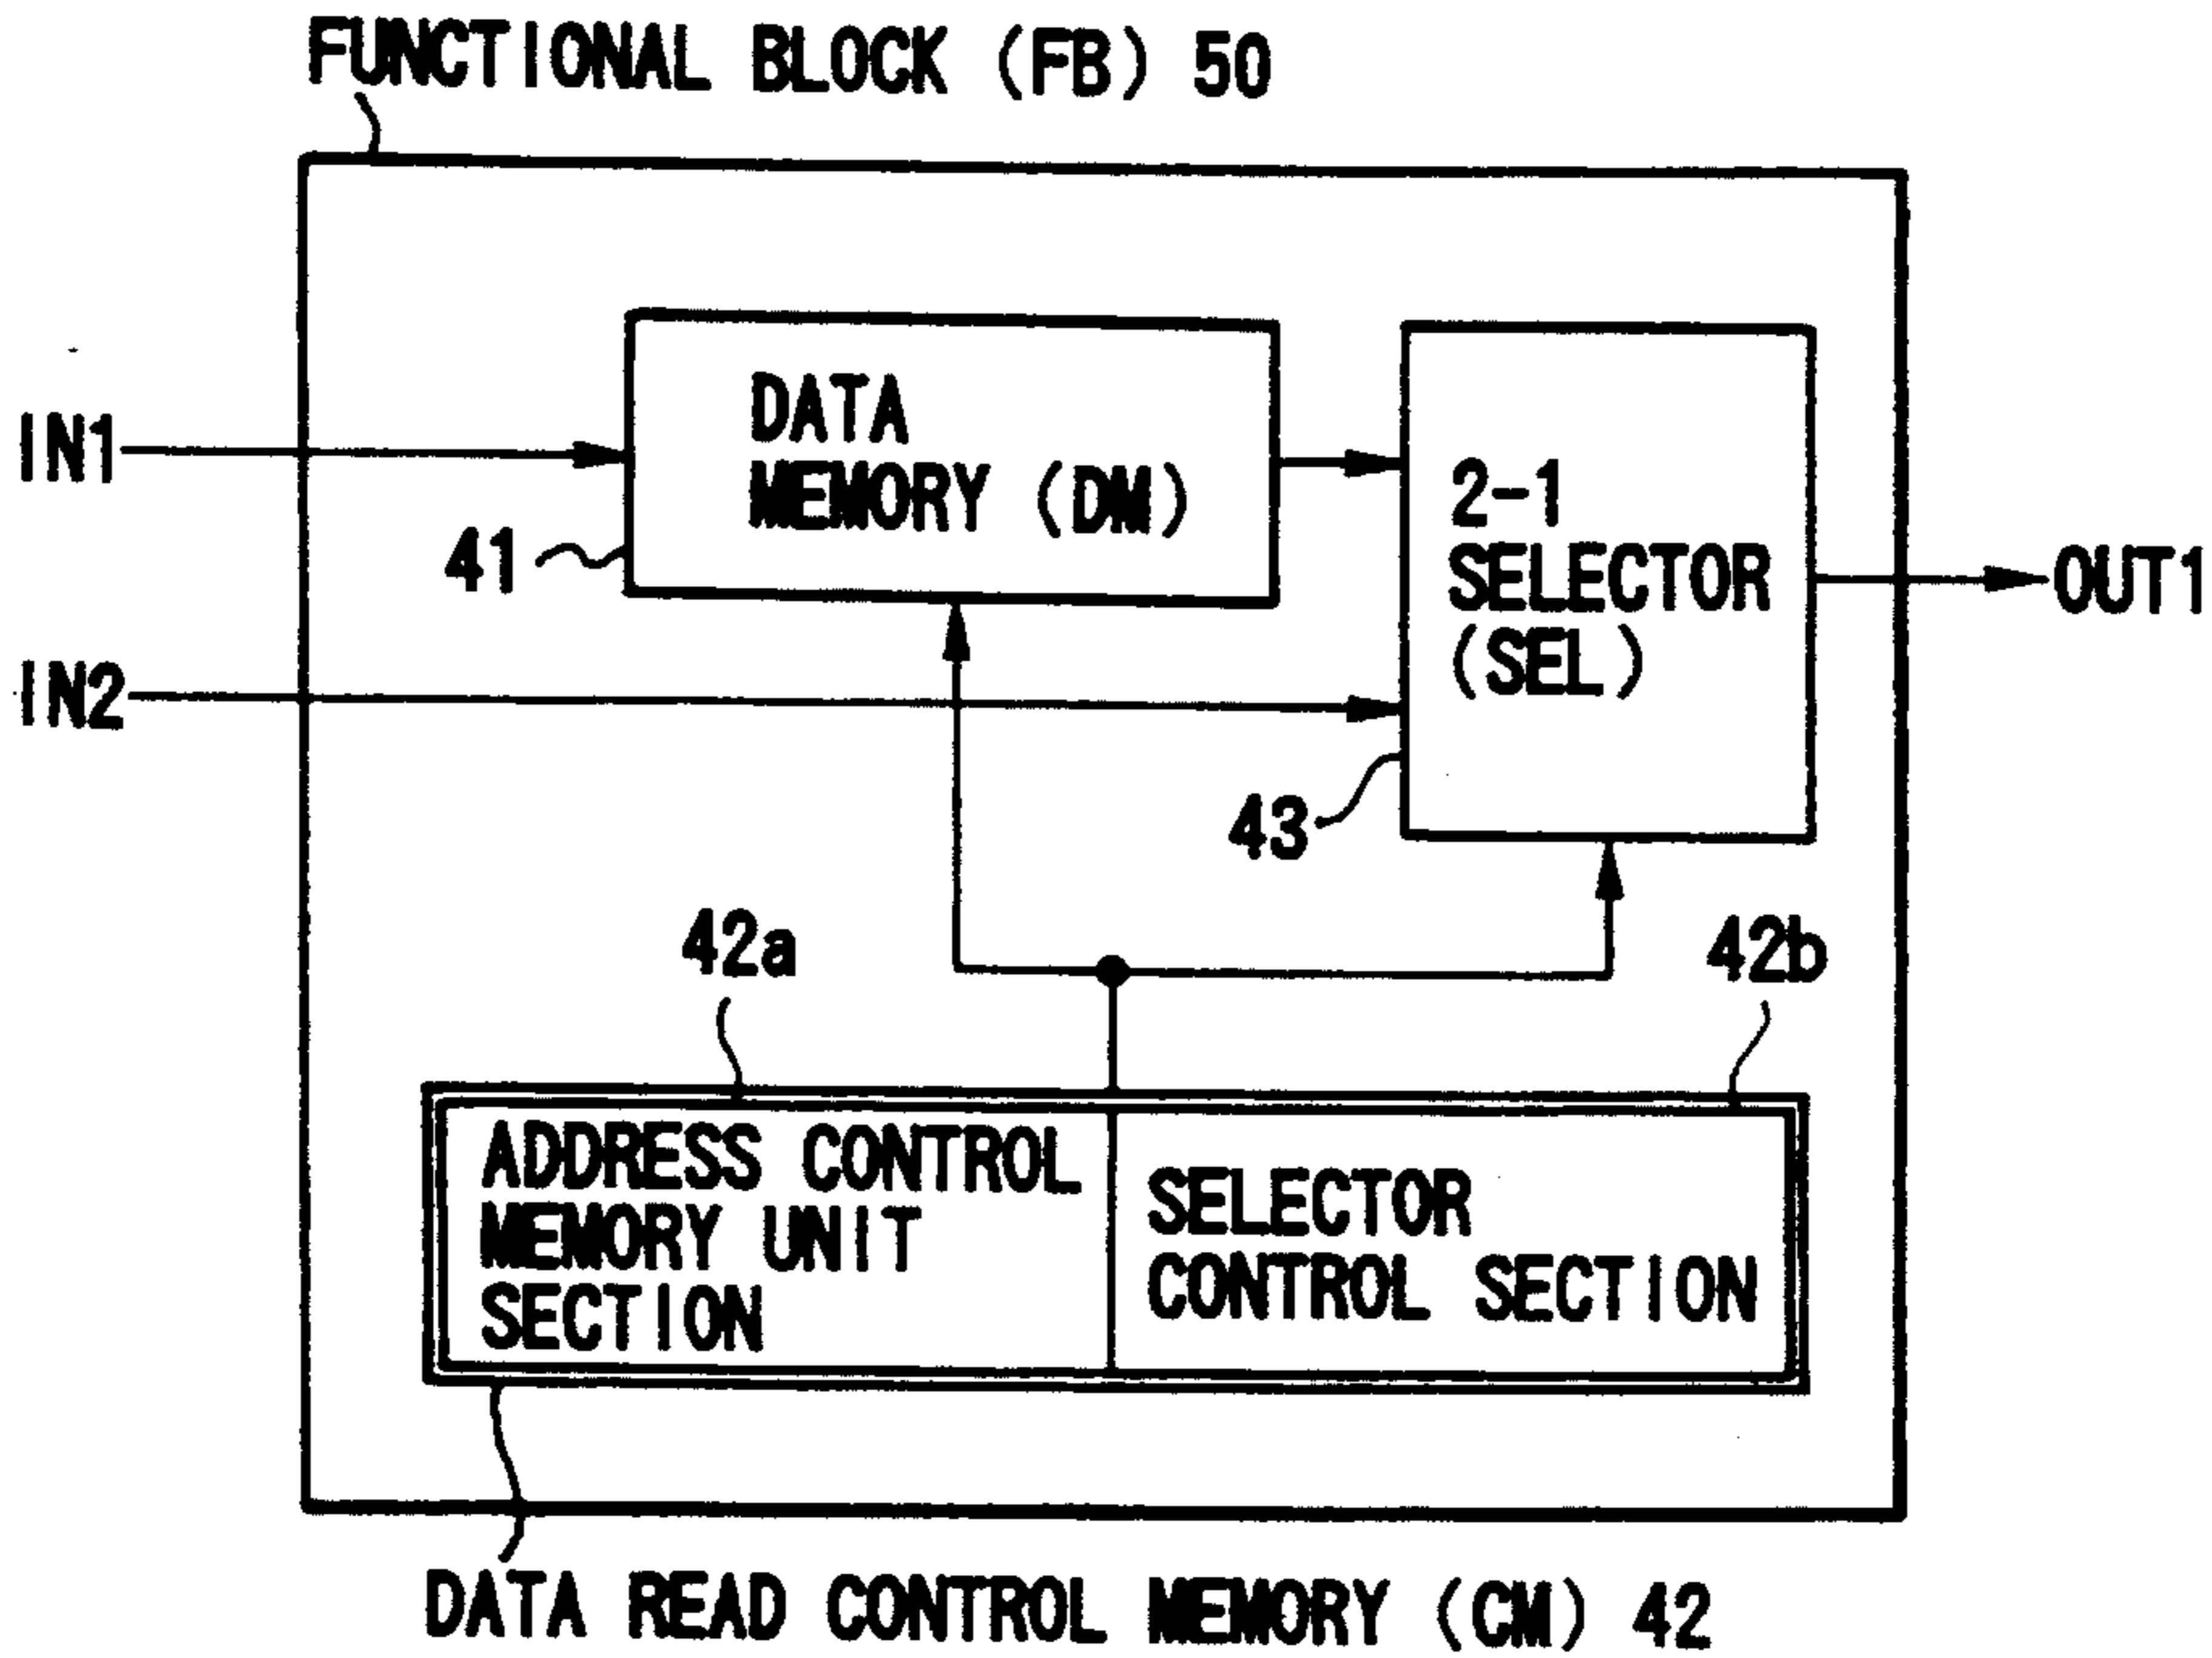 FUNCTIONAL BLOCK (FB) 50
IN1
DATA
MEMORY (DM)
41
2-1
SELECTOR
(SEL)
OUT1
IN2
43
42a
42b
ADDRESS CONTROL
MEMORY UNIT
SECTION
SELECTOR
CONTROL SECTION
DATA READ CONTROL MEMORY (CM) 42